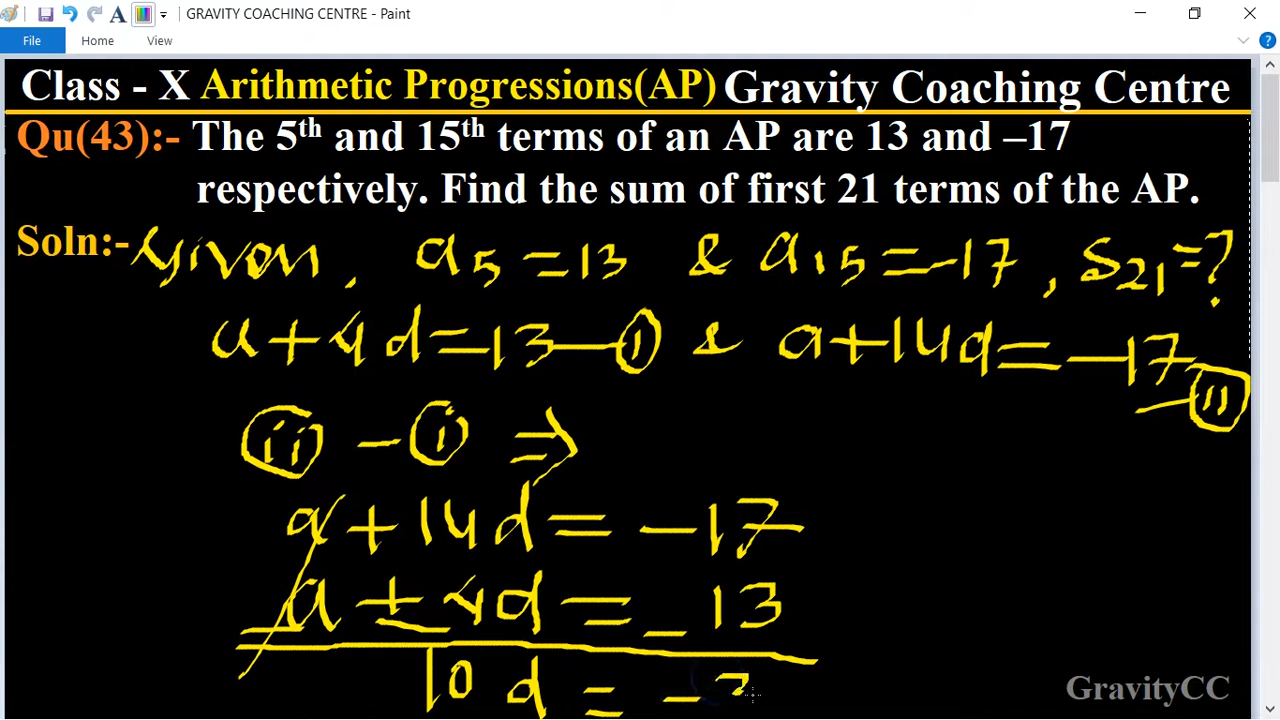 GRAVITY COACHING CENTRE - Paint
File Home View
Class - X Arithmetic Progressions(AP) Gravity Coaching Centre
Qu(43):- The 5th and 15th terms of an AP are 13 and –17
respectively. Find the sum of first 21 terms of the AP.
Soln:- Given, a5 = 13 & a15 = -17, S21 = ?
a + 4d = 13 — (i) & a + 14d = -17 — (ii)
(ii) - (i) ⇒
a + 14d = -17
a + 4d = 13
10d = -3
GravityCC